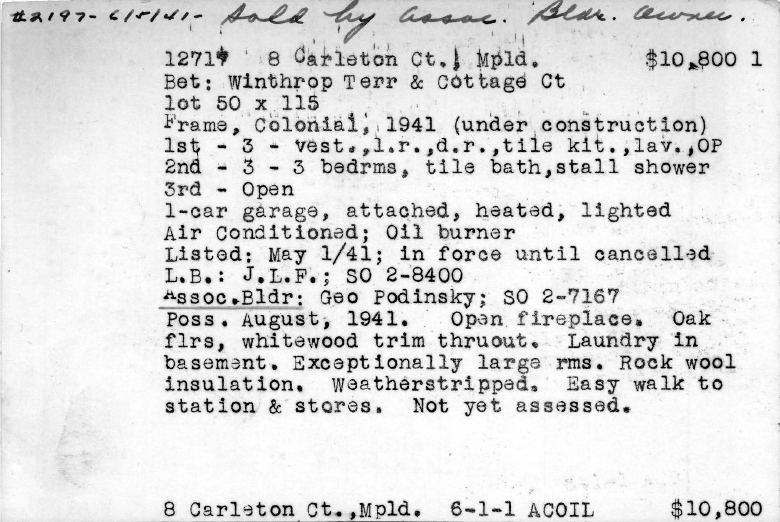 #2197- 6/5/41- Sold by assoc. Bldr. owner.
12717 8 Carleton Ct., Mpld. $10,800 1
Bet: Winthrop Terr & Cottage Ct
lot 50 x 115
Frame, Colonial, 1941 (under construction)
1st - 3 - vest.,l.r.,d.r.,tile kit.,lav.,OP
2nd - 3 - 3 bedrms, tile bath,stall shower
3rd - Open
1-car garage, attached, heated, lighted
Air Conditioned; Oil burner
Listed: May 1/41; in force until cancelled
L.B.: J.L.F.; SO 2-8400
Assoc.Bldr: Geo Podinsky; SO 2-7167
Poss. August, 1941. Open fireplace. Oak
flrs, whitewood trim thruout. Laundry in
basement. Exceptionally large rms. Rock wool
insulation. Weatherstripped. Easy walk to
station & stores. Not yet assessed.
8 Carleton Ct.,Mpld. 6-1-1 ACOIL $10,800